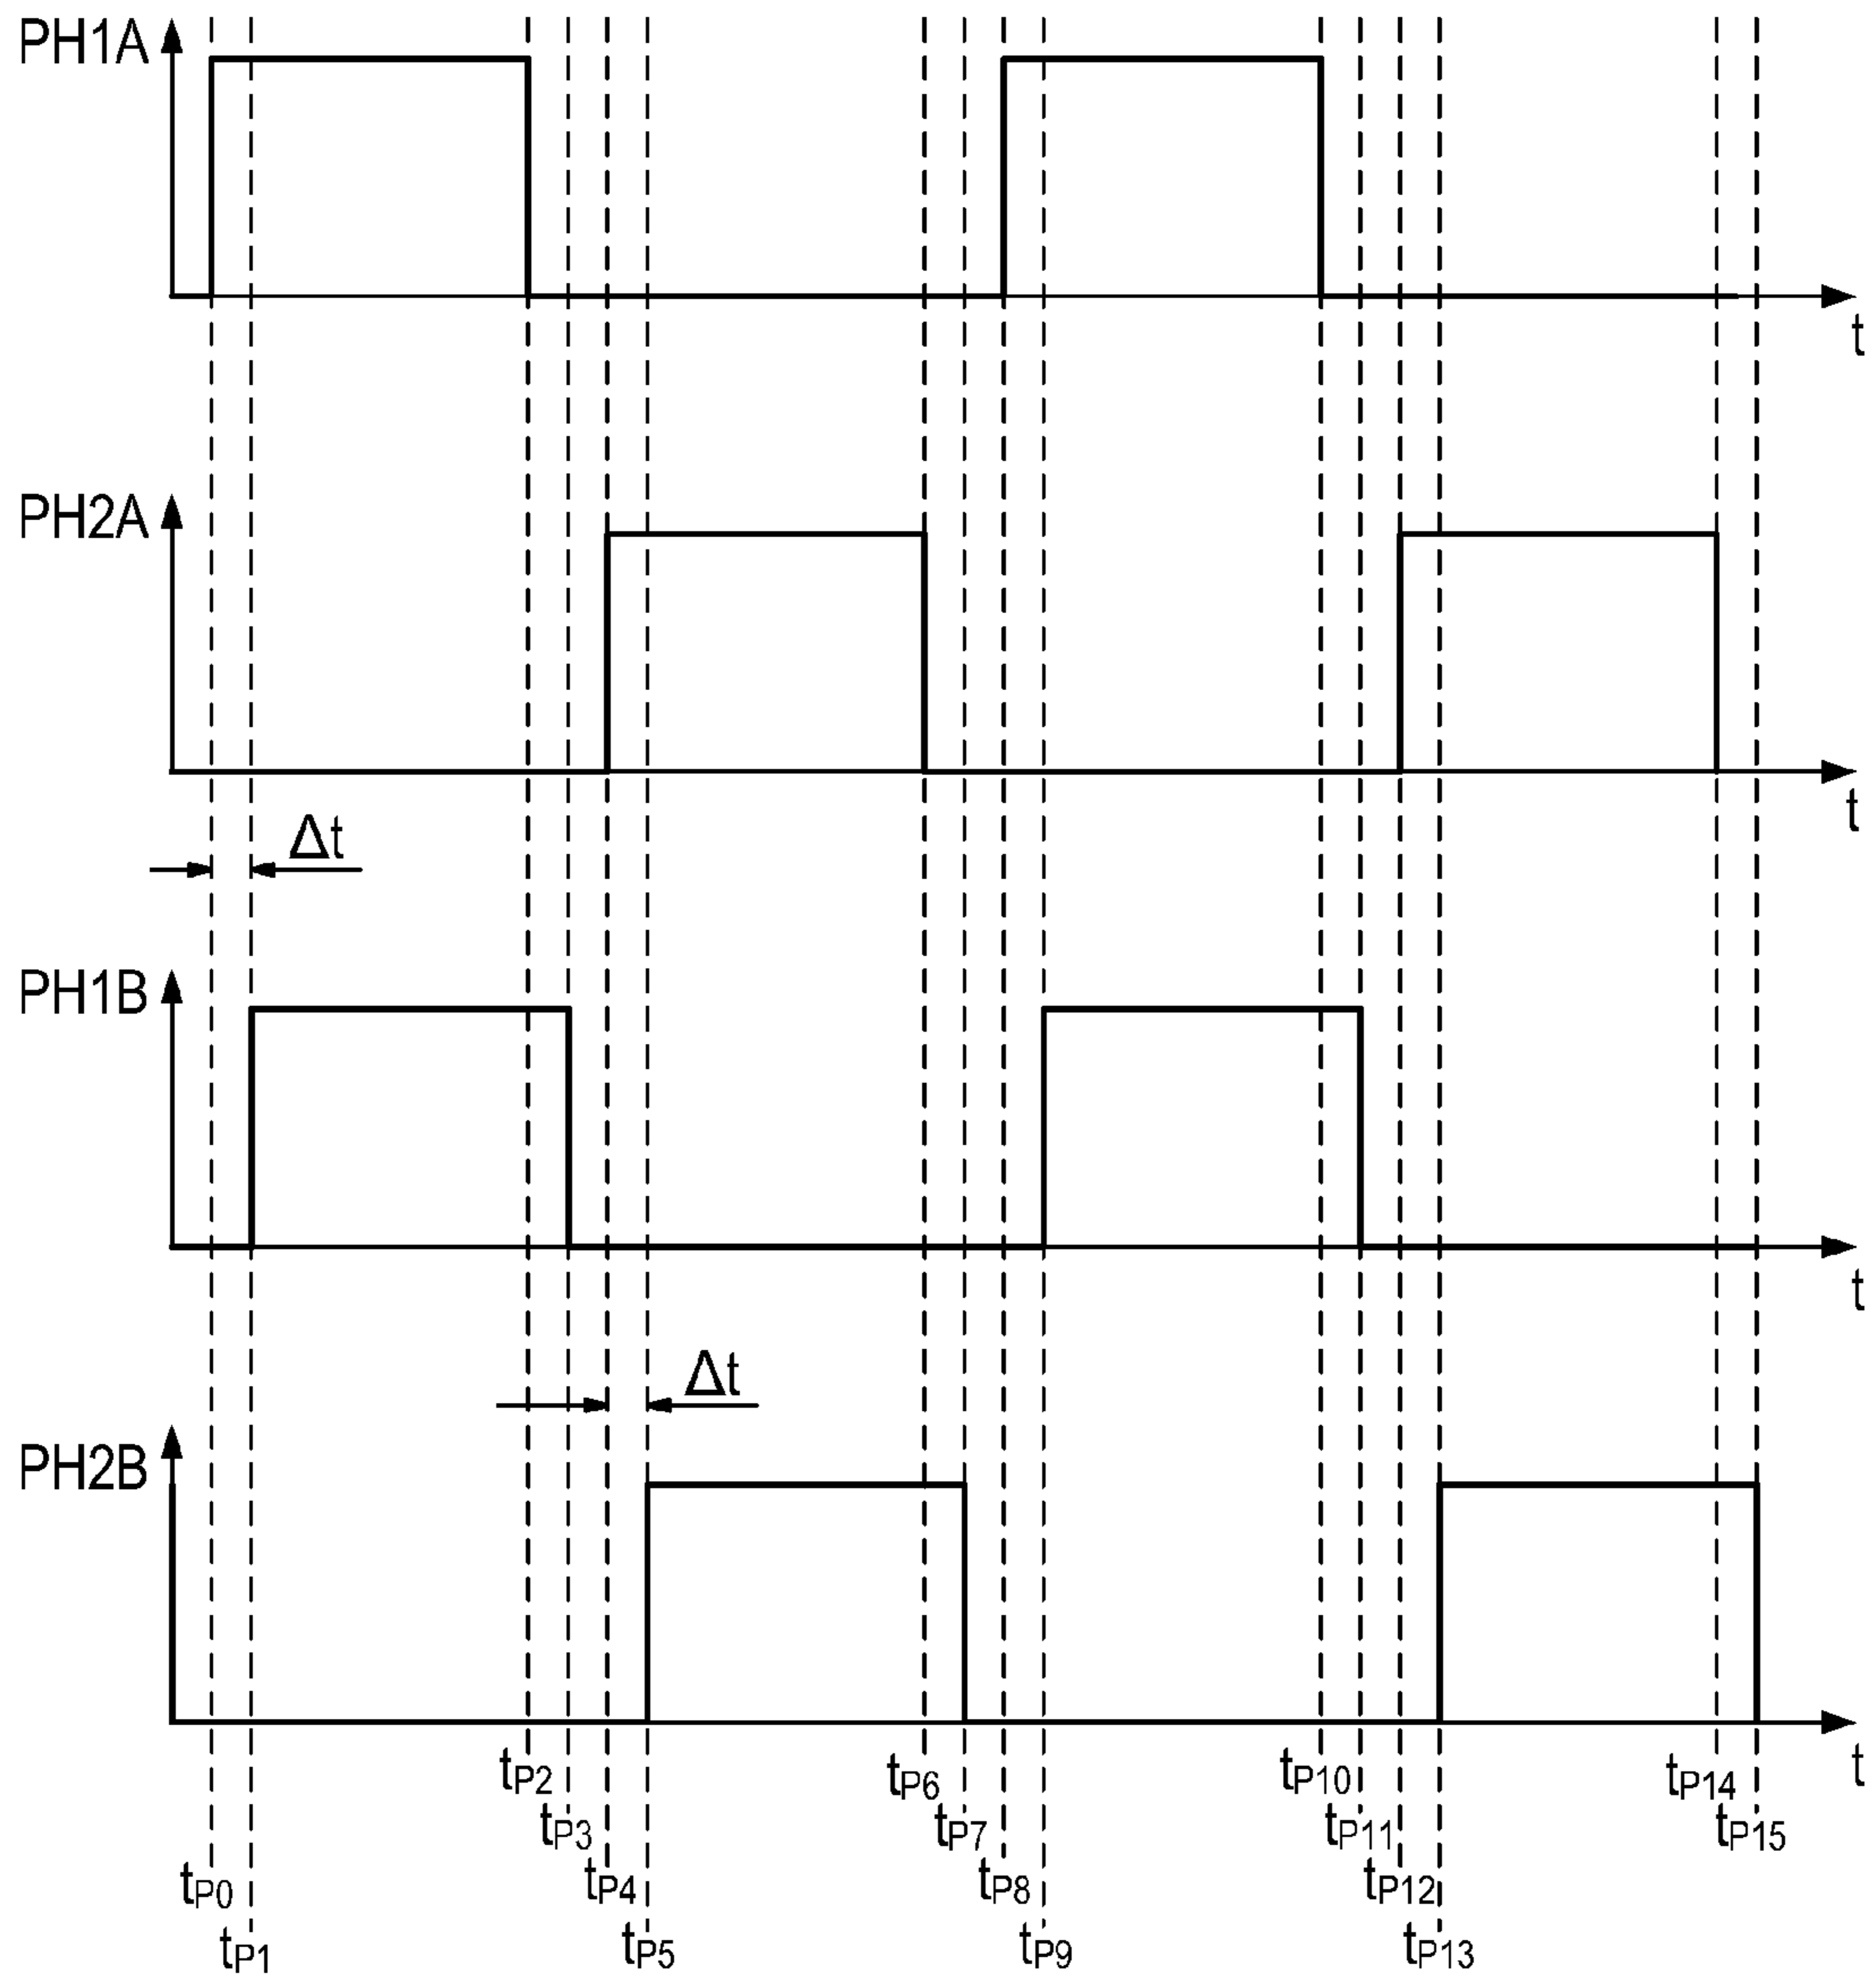 PH1A
t
PH2A
t
Δt
PH1B
t
Δt
PH2B
t
tP2 tP6 tP10 tP14
tP3 tP7 tP11 tP15
tP0 tP4 tP8 tP12
tP1 tP5 tP9 tP13